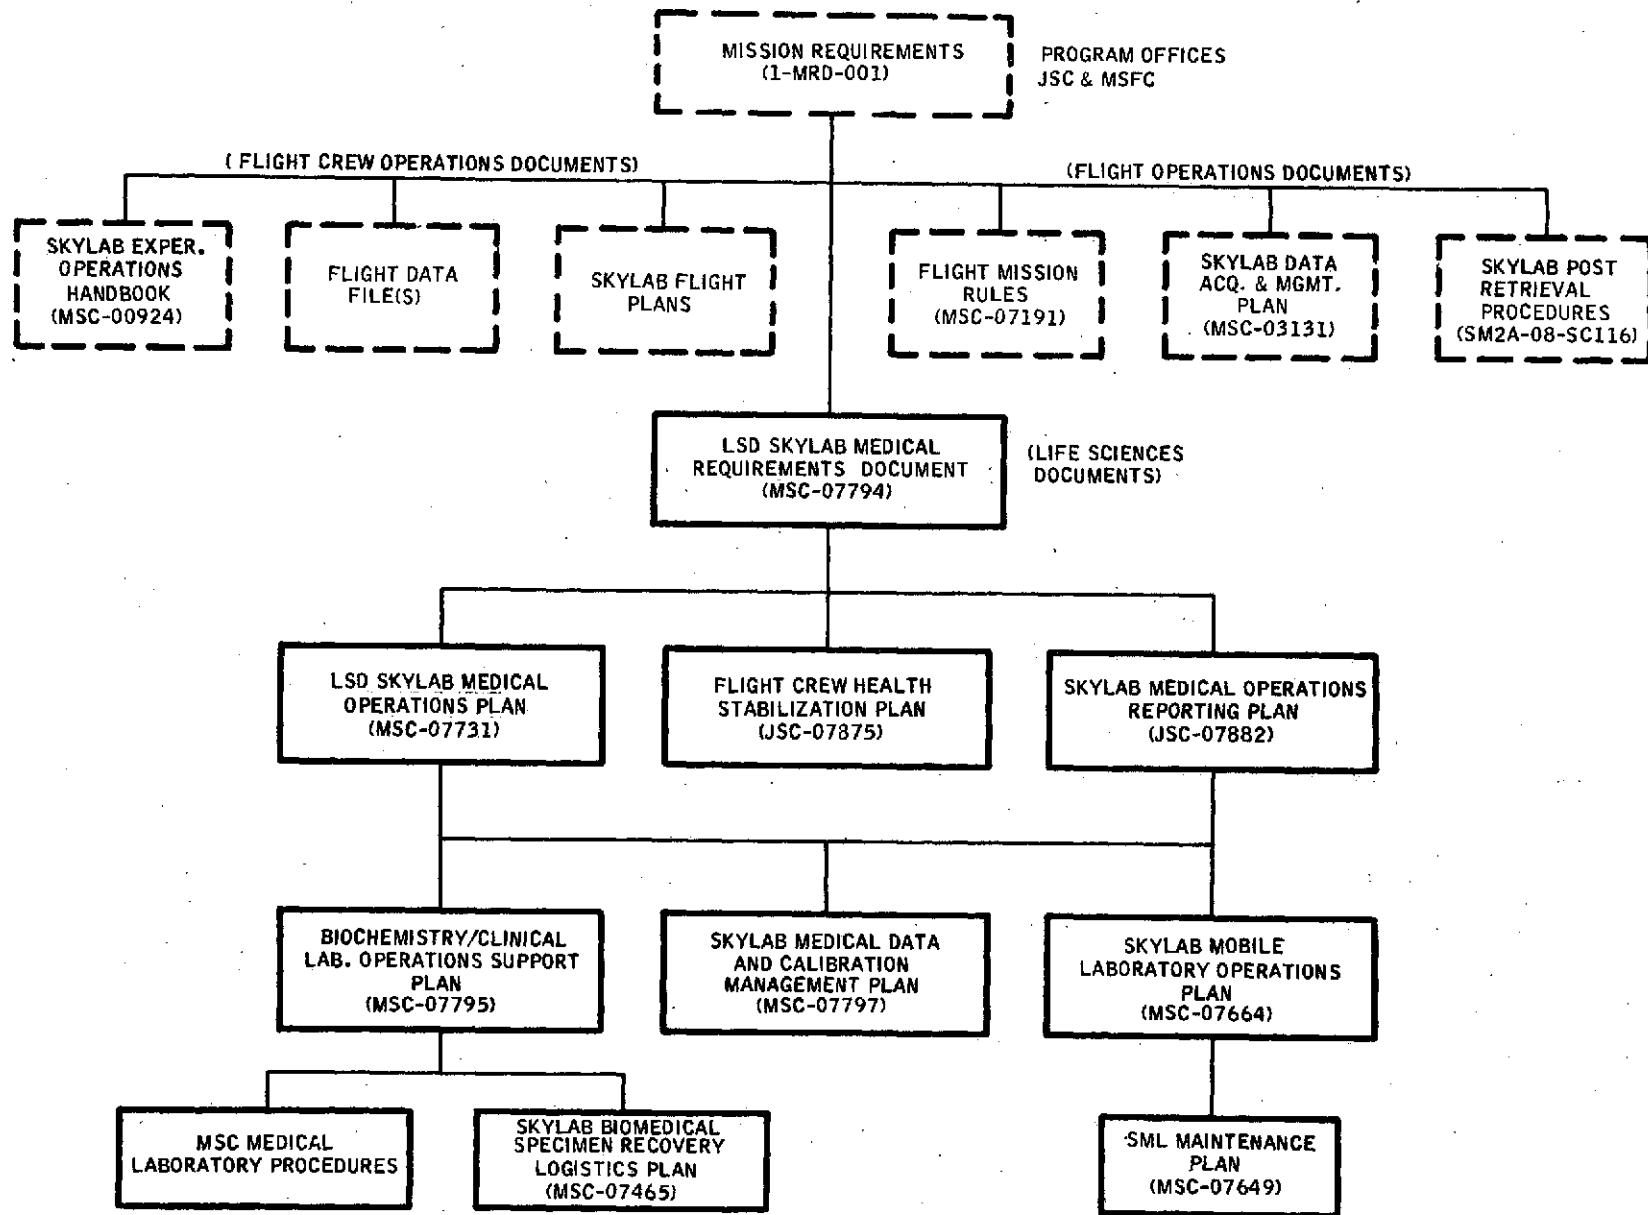 MISSION REQUIREMENTS
(1-MRD-001)
PROGRAM OFFICES
JSC & MSFC
( FLIGHT CREW OPERATIONS DOCUMENTS)
(FLIGHT OPERATIONS DOCUMENTS)
SKYLAB EXPER.
OPERATIONS
HANDBOOK
(MSC-00924)
FLIGHT DATA
FILE(S)
SKYLAB FLIGHT
PLANS
FLIGHT MISSION
RULES
(MSC-07191)
SKYLAB DATA
ACQ. & MGMT.
PLAN
(MSC-03131)
SKYLAB POST
RETRIEVAL
PROCEDURES
(SM2A-08-SC116)
LSD SKYLAB MEDICAL
REQUIREMENTS DOCUMENT
(MSC-07794)
(LIFE SCIENCES
DOCUMENTS)
LSD SKYLAB MEDICAL
OPERATIONS PLAN
(MSC-07731)
FLIGHT CREW HEALTH
STABILIZATION PLAN
(JSC-07875)
SKYLAB MEDICAL OPERATIONS
REPORTING PLAN
(JSC-07882)
BIOCHEMISTRY/CLINICAL
LAB. OPERATIONS SUPPORT
PLAN
(MSC-07795)
SKYLAB MEDICAL DATA
AND CALIBRATION
MANAGEMENT PLAN
(MSC-07797)
SKYLAB MOBILE
LABORATORY OPERATIONS
PLAN
(MSC-07664)
MSC MEDICAL
LABORATORY PROCEDURES
SKYLAB BIOMEDICAL
SPECIMEN RECOVERY
LOGISTICS PLAN
(MSC-07465)
SML MAINTENANCE
PLAN
(MSC-07649)